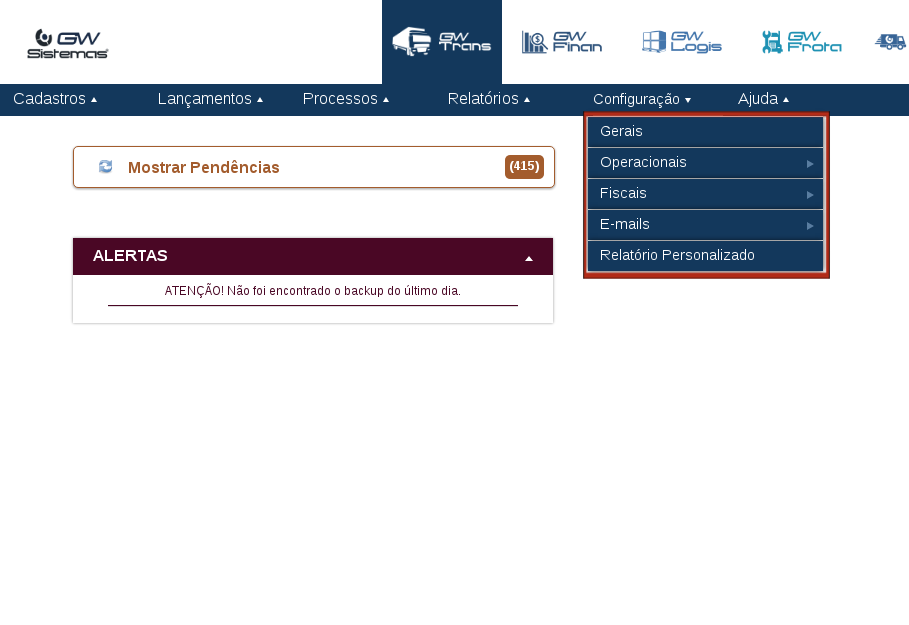 GW Sistemas
GW Trans
GW Finan
GW Logis
GW Frota
Cadastros Lançamentos Processos Relatórios Configuração Ajuda
Gerais
Operacionais
Fiscais
E-mails
Relatório Personalizado
Mostrar Pendências (415)
ALERTAS
ATENÇÃO! Não foi encontrado o backup do último dia.